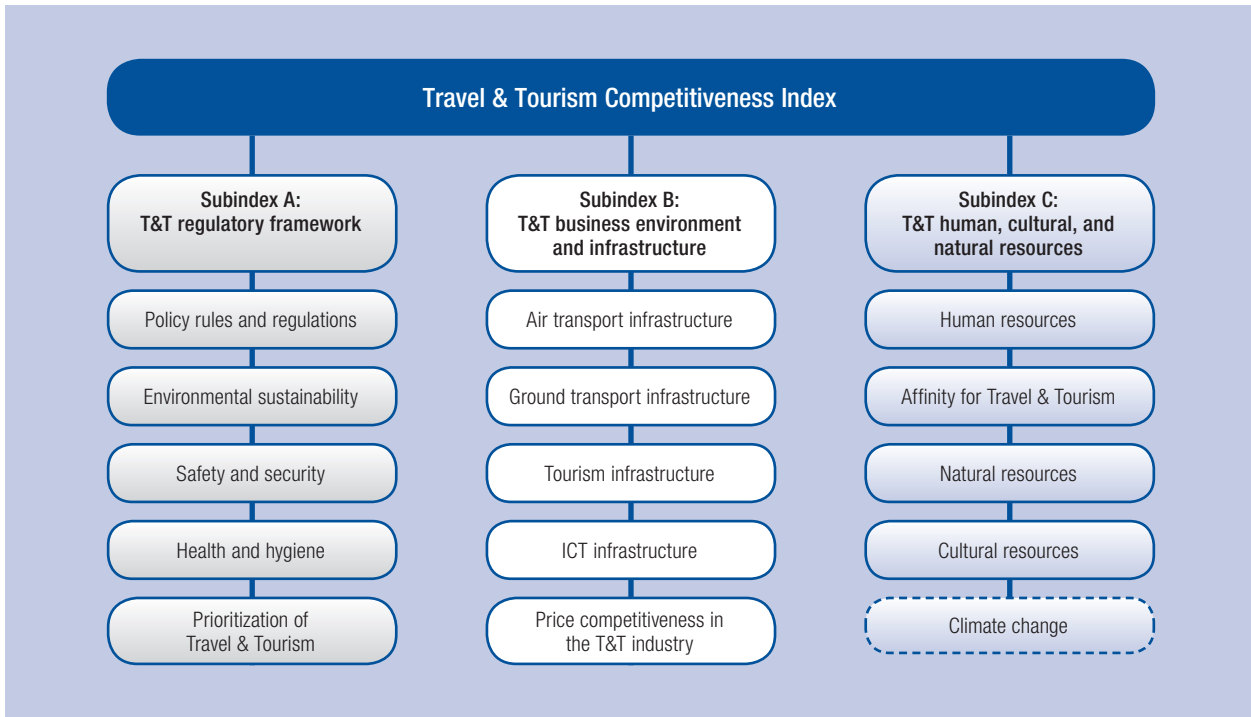 Travel & Tourism Competitiveness Index
Subindex A:
T&T regulatory framework
Policy rules and regulations
Environmental sustainability
Safety and security
Health and hygiene
Prioritization of
Travel & Tourism
Subindex B:
T&T business environment
and infrastructure
Air transport infrastructure
Ground transport infrastructure
Tourism infrastructure
ICT infrastructure
Price competitiveness in
the T&T industry
Subindex C:
T&T human, cultural, and
natural resources
Human resources
Affinity for Travel & Tourism
Natural resources
Cultural resources
Climate change